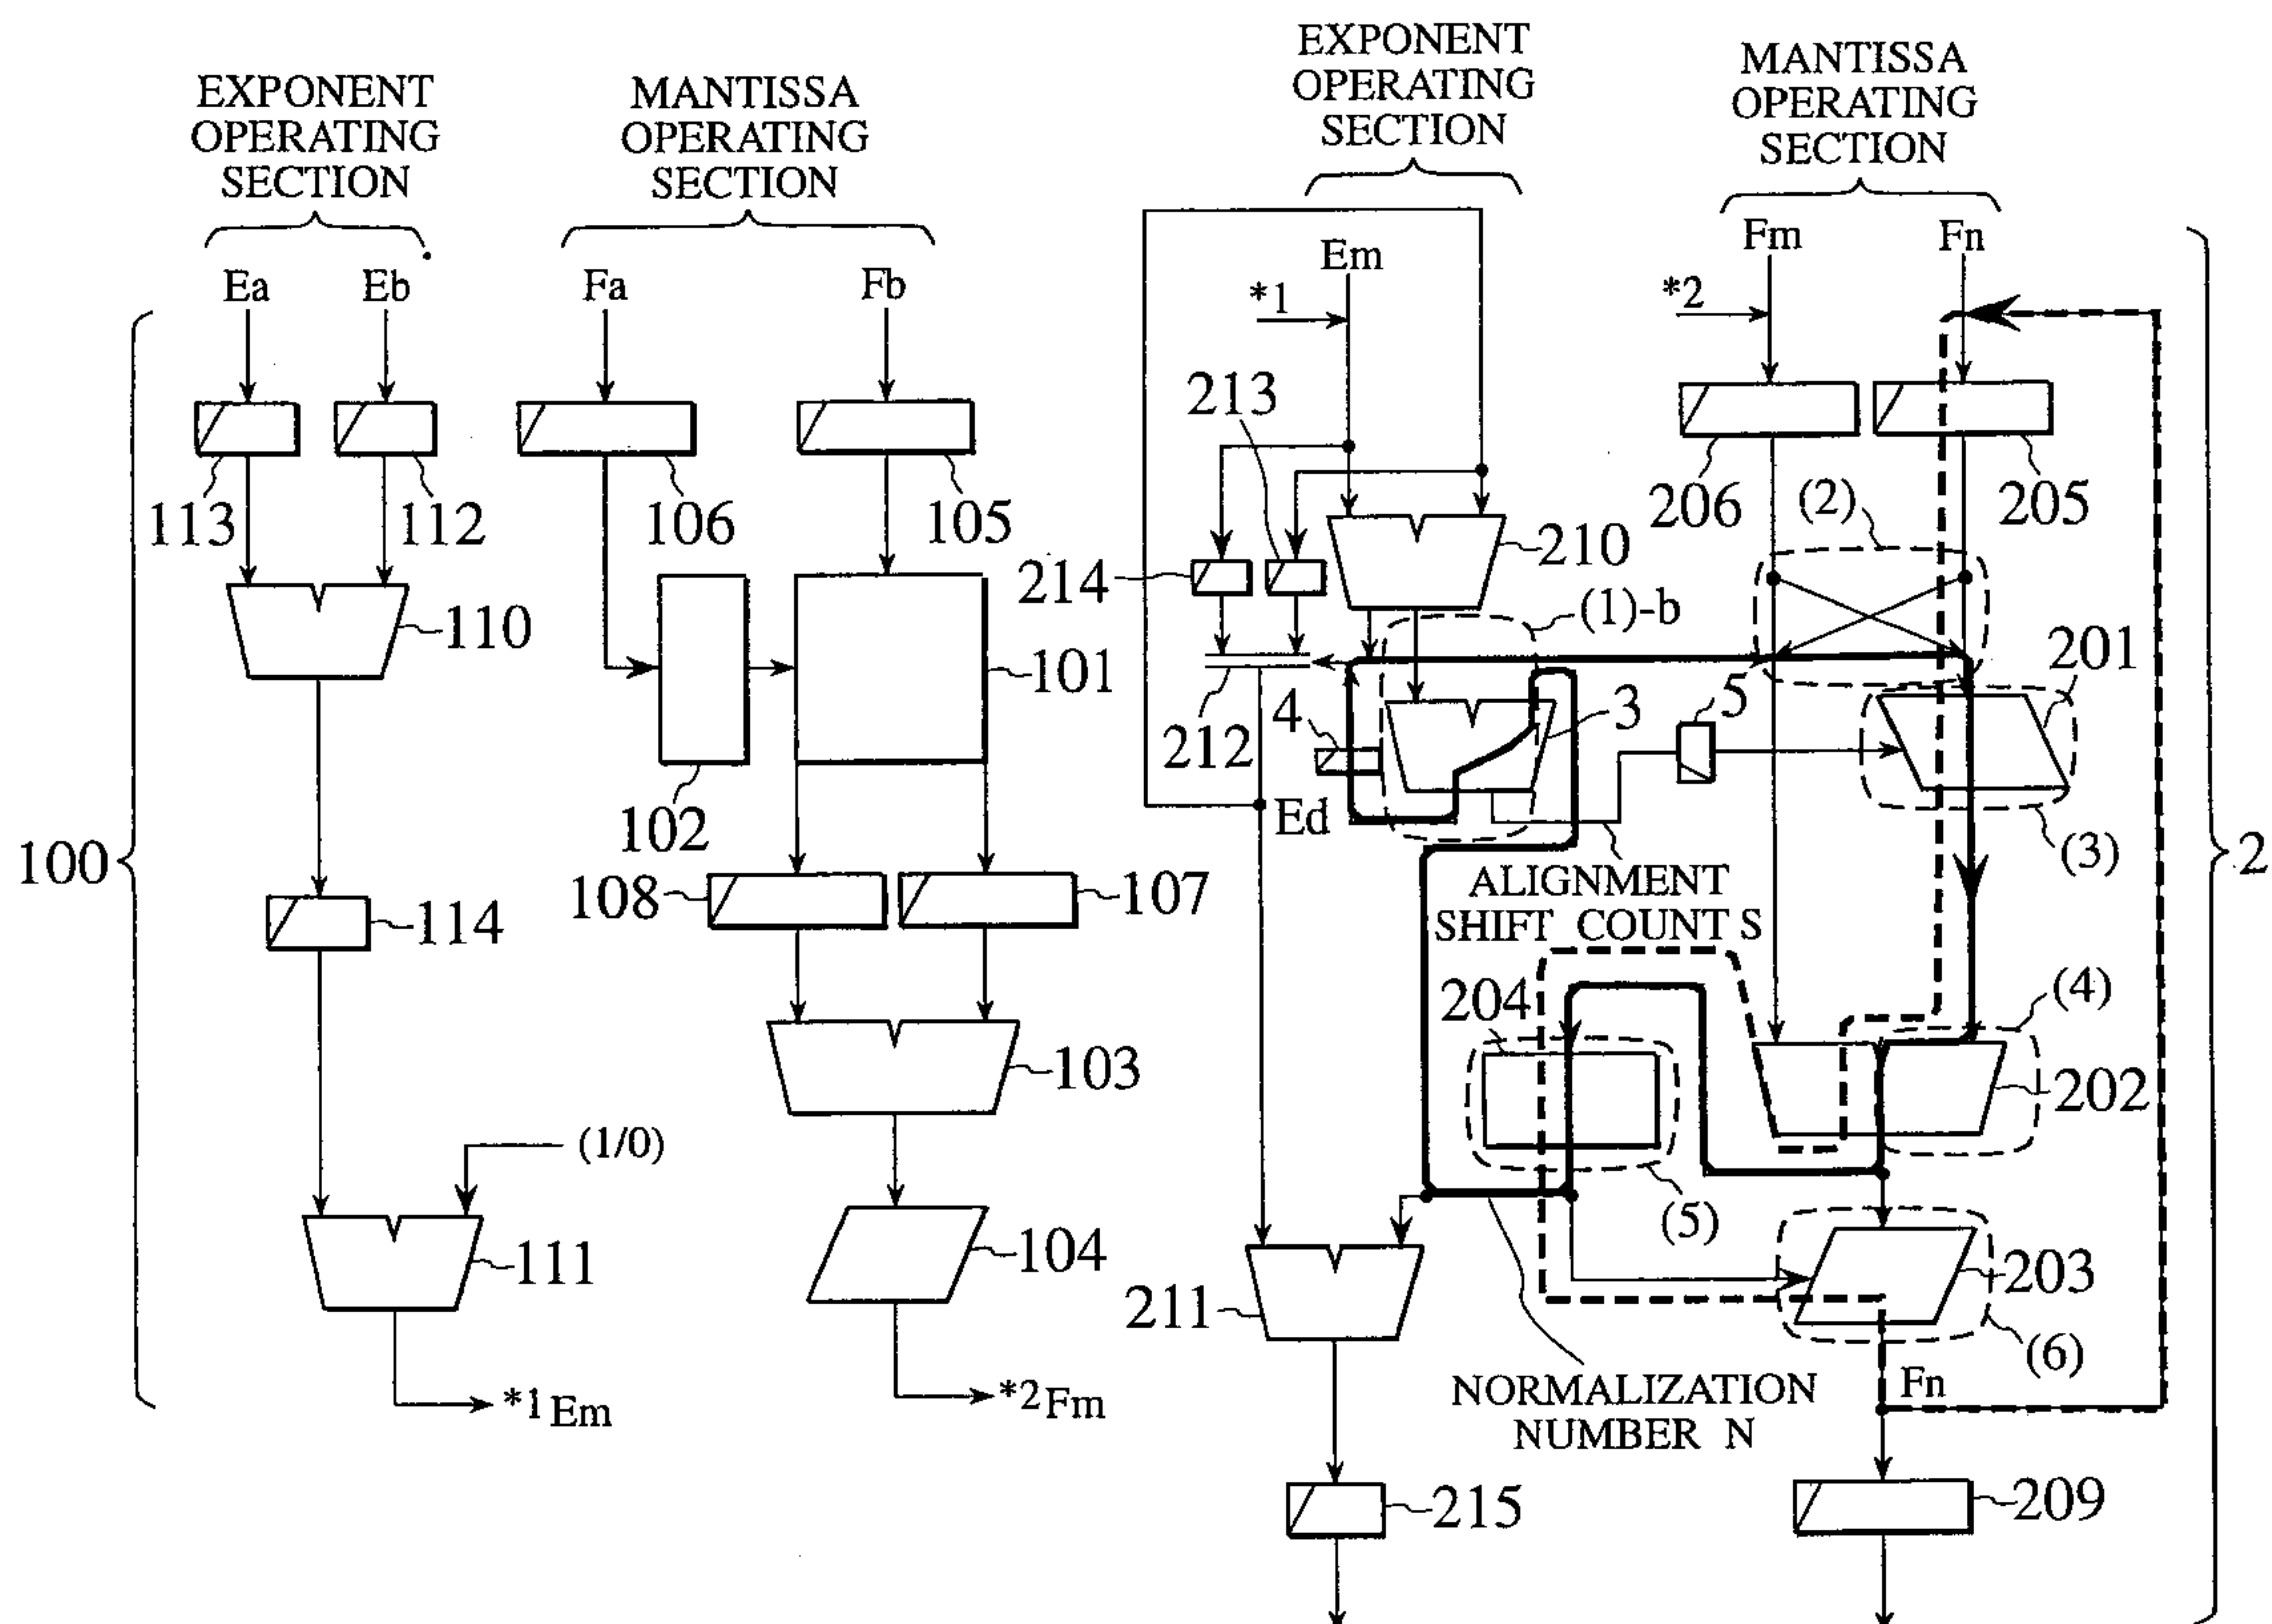 EXPONENT
OPERATING
SECTION
MANTISSA
OPERATING
SECTION
EXPONENT
OPERATING
SECTION
MANTISSA
OPERATING
SECTION
Ea
Eb
Fa
Fb
Em
*1
Fm
Fn
*2
113
112
106
105
213
214
210
206
205
(2)
(1)-b
110
102
101
212
4
3
5
201
(3)
Ed
100
2
114
108
107
ALIGNMENT
SHIFT COUNT S
204
(4)
103
202
(1/0)
(5)
111
104
211
203
(6)
*1 Em
*2 Fm
NORMALIZATION
NUMBER N
Fn
215
209